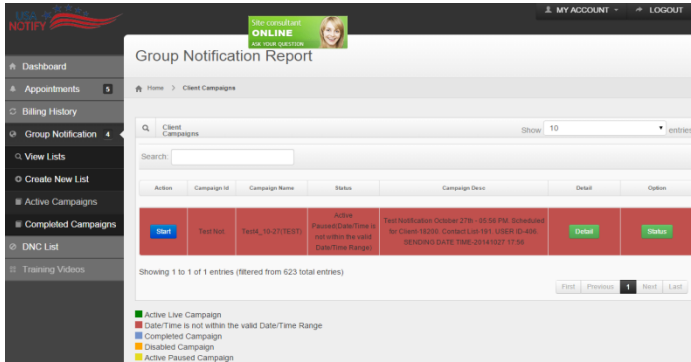 USA
NOTIFY
Site consultant
ONLINE
ASK YOUR QUESTION
MY ACCOUNT
LOGOUT
Dashboard
Appointments 5
Billing History
Group Notification 4
View Lists
Create New List
Active Campaigns
Completed Campaigns
DNC List
Training Videos
Group Notification Report
Home > Client Campaigns
Client
Campaigns
Show 10 entries
Search:
Action Campaign Id Campaign Name Status Campaign Desc Detail Option
Start
Test Not.
Test4_10-27(TEST)
Active
Paused(Date/Time is
not within the valid
Date/Time Range)
Test Notification October 27th - 05:56 PM. Scheduled
for Client-18200. Contact List-191. USER ID-406.
SENDING DATE TIME-20141027 17:56
Detail
Status
Showing 1 to 1 of 1 entries (filtered from 623 total entries)
First Previous 1 Next Last
Active Live Campaign
Date/Time is not within the valid Date/Time Range
Completed Campaign
Disabled Campaign
Active Paused Campaign